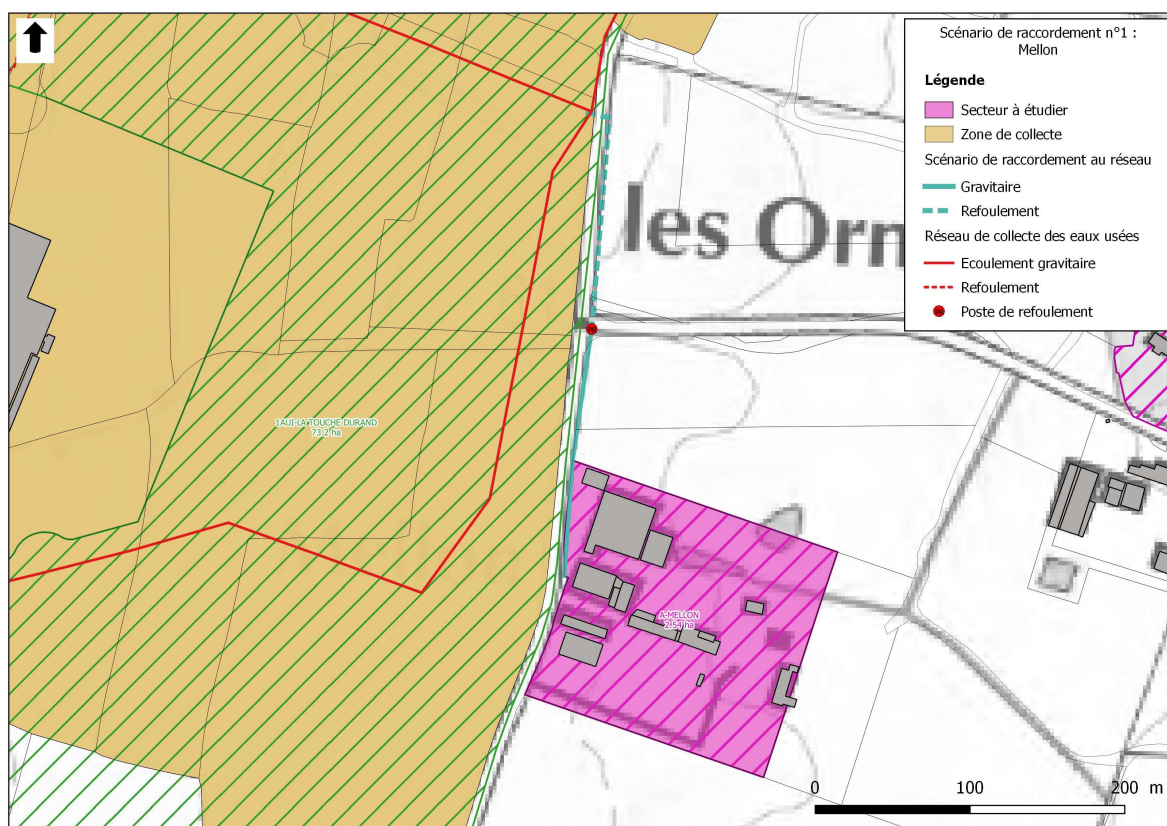 Scénario de raccordement n°1 :
Mellon
Légende
Secteur à étudier
Zone de collecte
Scénario de raccordement au réseau
Gravitaire
Refoulement
Réseau de collecte des eaux usées
Ecoulement gravitaire
Refoulement
Poste de refoulement
les Orm
1AUI-LA TOUCHE DURAND
73,2 ha
A-MELLON
2.54 ha
0 100 200 m